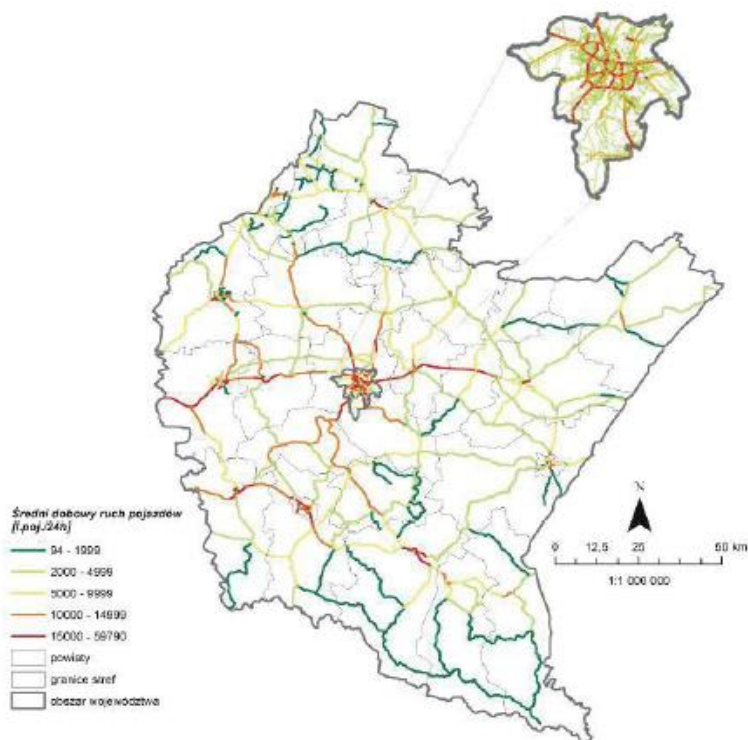 Średni dobowy ruch pojazdów
[l.poj./24h]
94 - 1999
2000 - 4999
5000 - 9999
10000 - 14999
15000 - 59790
powiaty
granice stref
obszar województwa
N
0 12,5 25 50 km
1:1 000 000